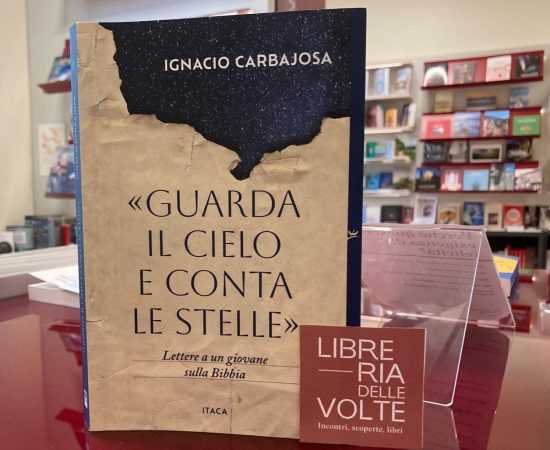 IGNACIO CARBAJOSA
«GUARDA
IL CIELO
E CONTA
LE STELLE»
Lettere a un giovane
sulla Bibbia
ITACA
LIBRE
RIA
DELLE
VOLTE
Incontri, scoperte, libri